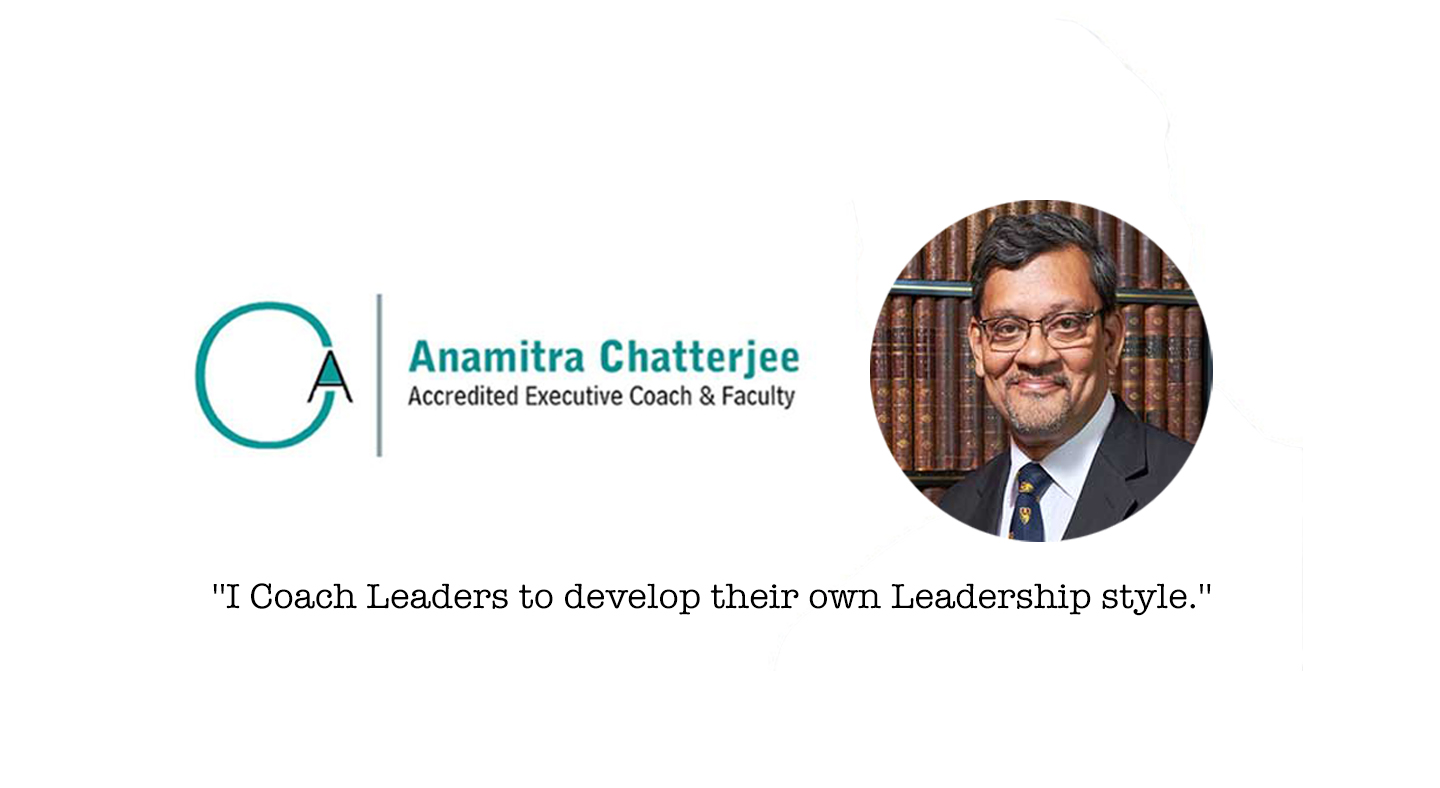 CA
Anamitra Chatterjee
Accredited Executive Coach & Faculty
"I Coach Leaders to develop their own Leadership style."